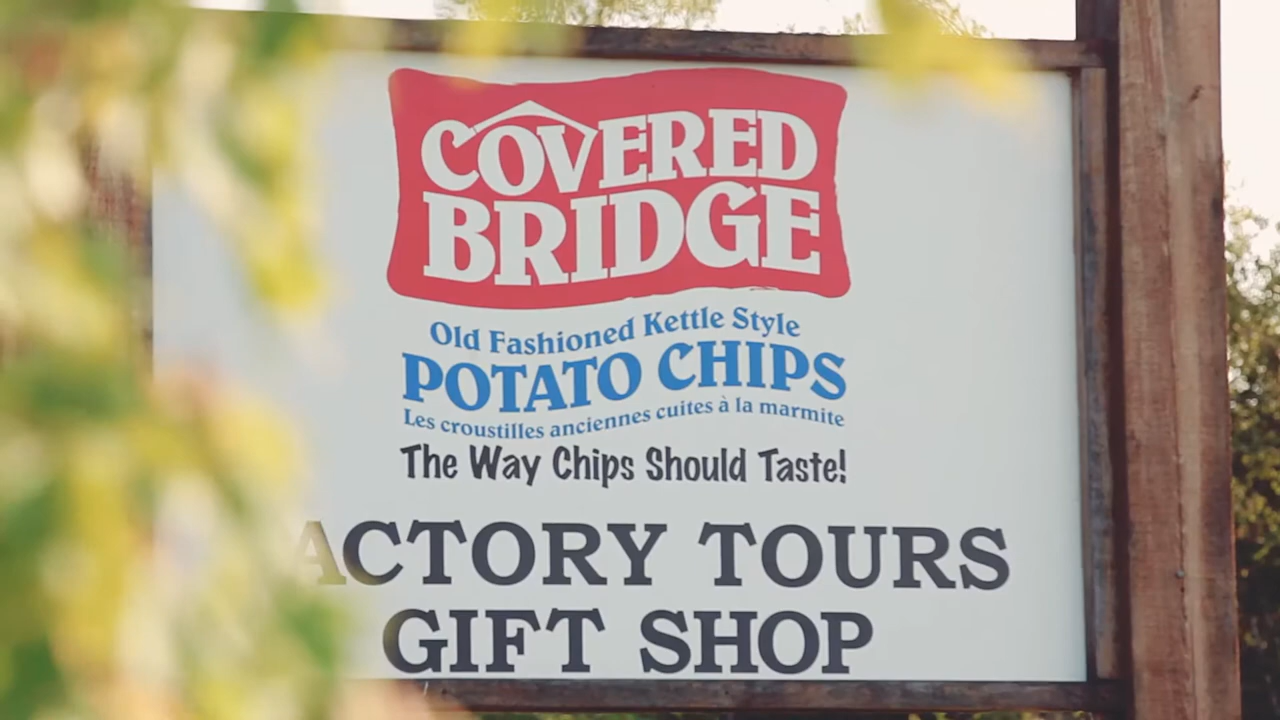 COVERED
BRIDGE
Old Fashioned Kettle Style
POTATO CHIPS
Les croustilles anciennes cuites à la marmite
The Way Chips Should Taste!
ACTORY TOURS
GIFT SHOP